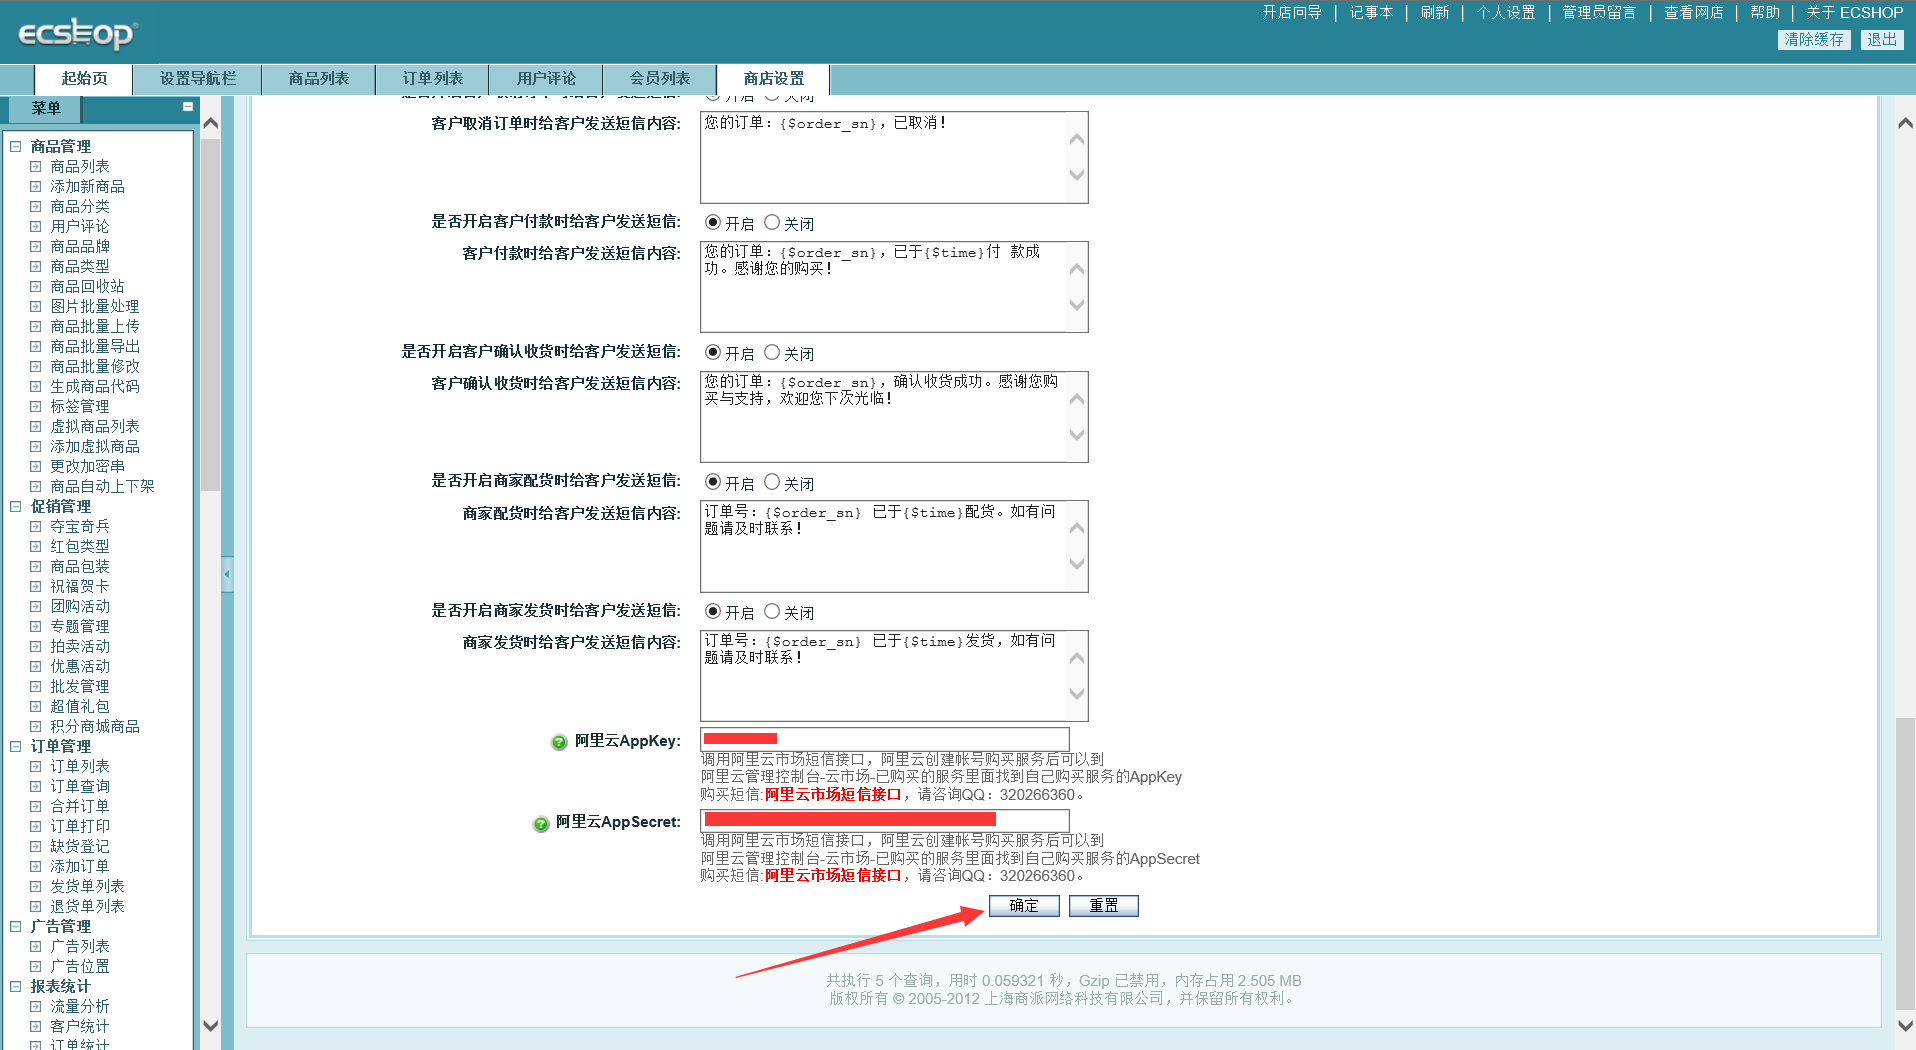 开店向导 | 记事本 | 刷新 | 个人设置 | 管理员留言 | 查看网店 | 帮助 | 关于 ECSHOP
ecshop
清除缓存 退出
起始页 设置导航栏 商品列表 订单列表 用户评论 会员列表 商店设置
菜单
商品管理
商品列表
添加新商品
商品分类
用户评论
商品品牌
商品类型
商品回收站
图片批量处理
商品批量上传
商品批量导出
商品批量修改
生成商品代码
标签管理
虚拟商品列表
添加虚拟商品
更改加密串
商品自动上下架
促销管理
夺宝奇兵
红包类型
商品包装
祝福贺卡
团购活动
专题管理
拍卖活动
优惠活动
批发管理
超值礼包
积分商城商品
订单管理
订单列表
订单查询
合并订单
订单打印
缺货登记
添加订单
发货单列表
退货单列表
广告管理
广告列表
广告位置
报表统计
流量分析
客户统计
订单统计
开启 关闭
客户取消订单时给客户发送短信内容: 您的订单：{$order_sn}，已取消！
是否开启客户付款时给客户发送短信: 开启 关闭
客户付款时给客户发送短信内容: 您的订单：{$order_sn}，已于{$time}付 款成
功。感谢您的购买！
是否开启客户确认收货时给客户发送短信: 开启 关闭
客户确认收货时给客户发送短信内容: 您的订单：{$order_sn}，确认收货成功。感谢您购
买与支持，欢迎您下次光临！
是否开启商家配货时给客户发送短信: 开启 关闭
商家配货时给客户发送短信内容: 订单号：{$order_sn} 已于{$time}配货。如有问
题请及时联系！
是否开启商家发货时给客户发送短信: 开启 关闭
商家发货时给客户发送短信内容: 订单号：{$order_sn} 已于{$time}发货，如有问
题请及时联系！
阿里云AppKey:
调用阿里云市场短信接口，阿里云创建帐号购买服务后可以到
阿里云管理控制台-云市场-已购买的服务里面找到自己购买服务的AppKey
购买短信:阿里云市场短信接口，请咨询QQ：320266360。
阿里云AppSecret:
调用阿里云市场短信接口，阿里云创建帐号购买服务后可以到
阿里云管理控制台-云市场-已购买的服务里面找到自己购买服务的AppSecret
购买短信:阿里云市场短信接口，请咨询QQ：320266360。
确定 重置
共执行 5 个查询，用时 0.059321 秒，Gzip 已禁用，内存占用 2.505 MB
版权所有 © 2005-2012 上海商派网络科技有限公司，并保留所有权利。